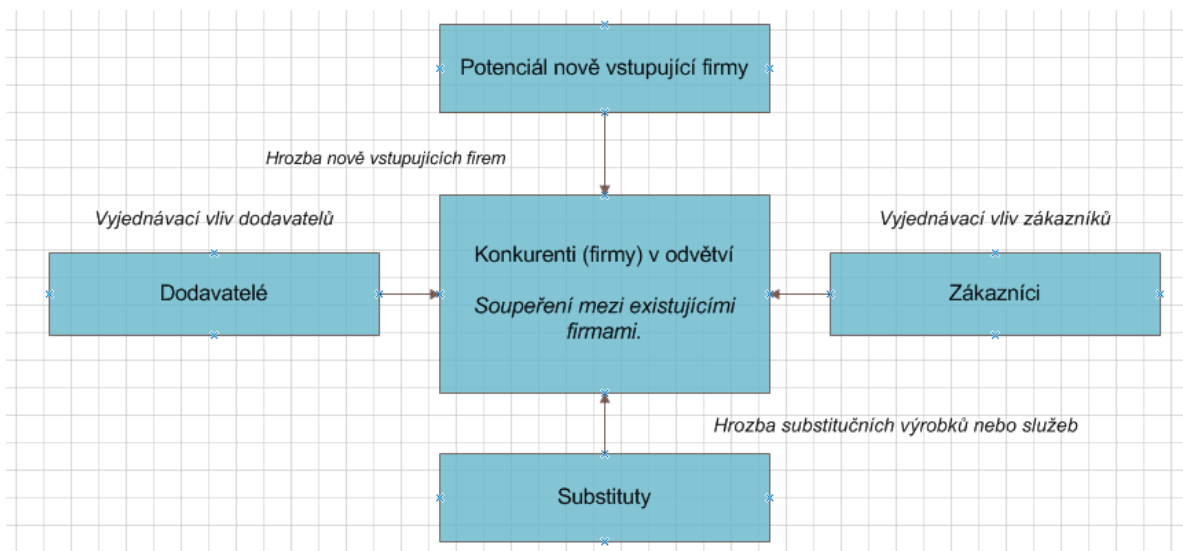 Potenciál nově vstupující firmy
Hrozba nově vstupujících firem
Vyjednávací vliv dodavatelů
Vyjednávací vliv zákazníků
Dodavatelé
Konkurenti (firmy) v odvětví
Soupeření mezi existujícími
firmami.
Zákazníci
Hrozba substitučních výrobků nebo služeb
Substituty